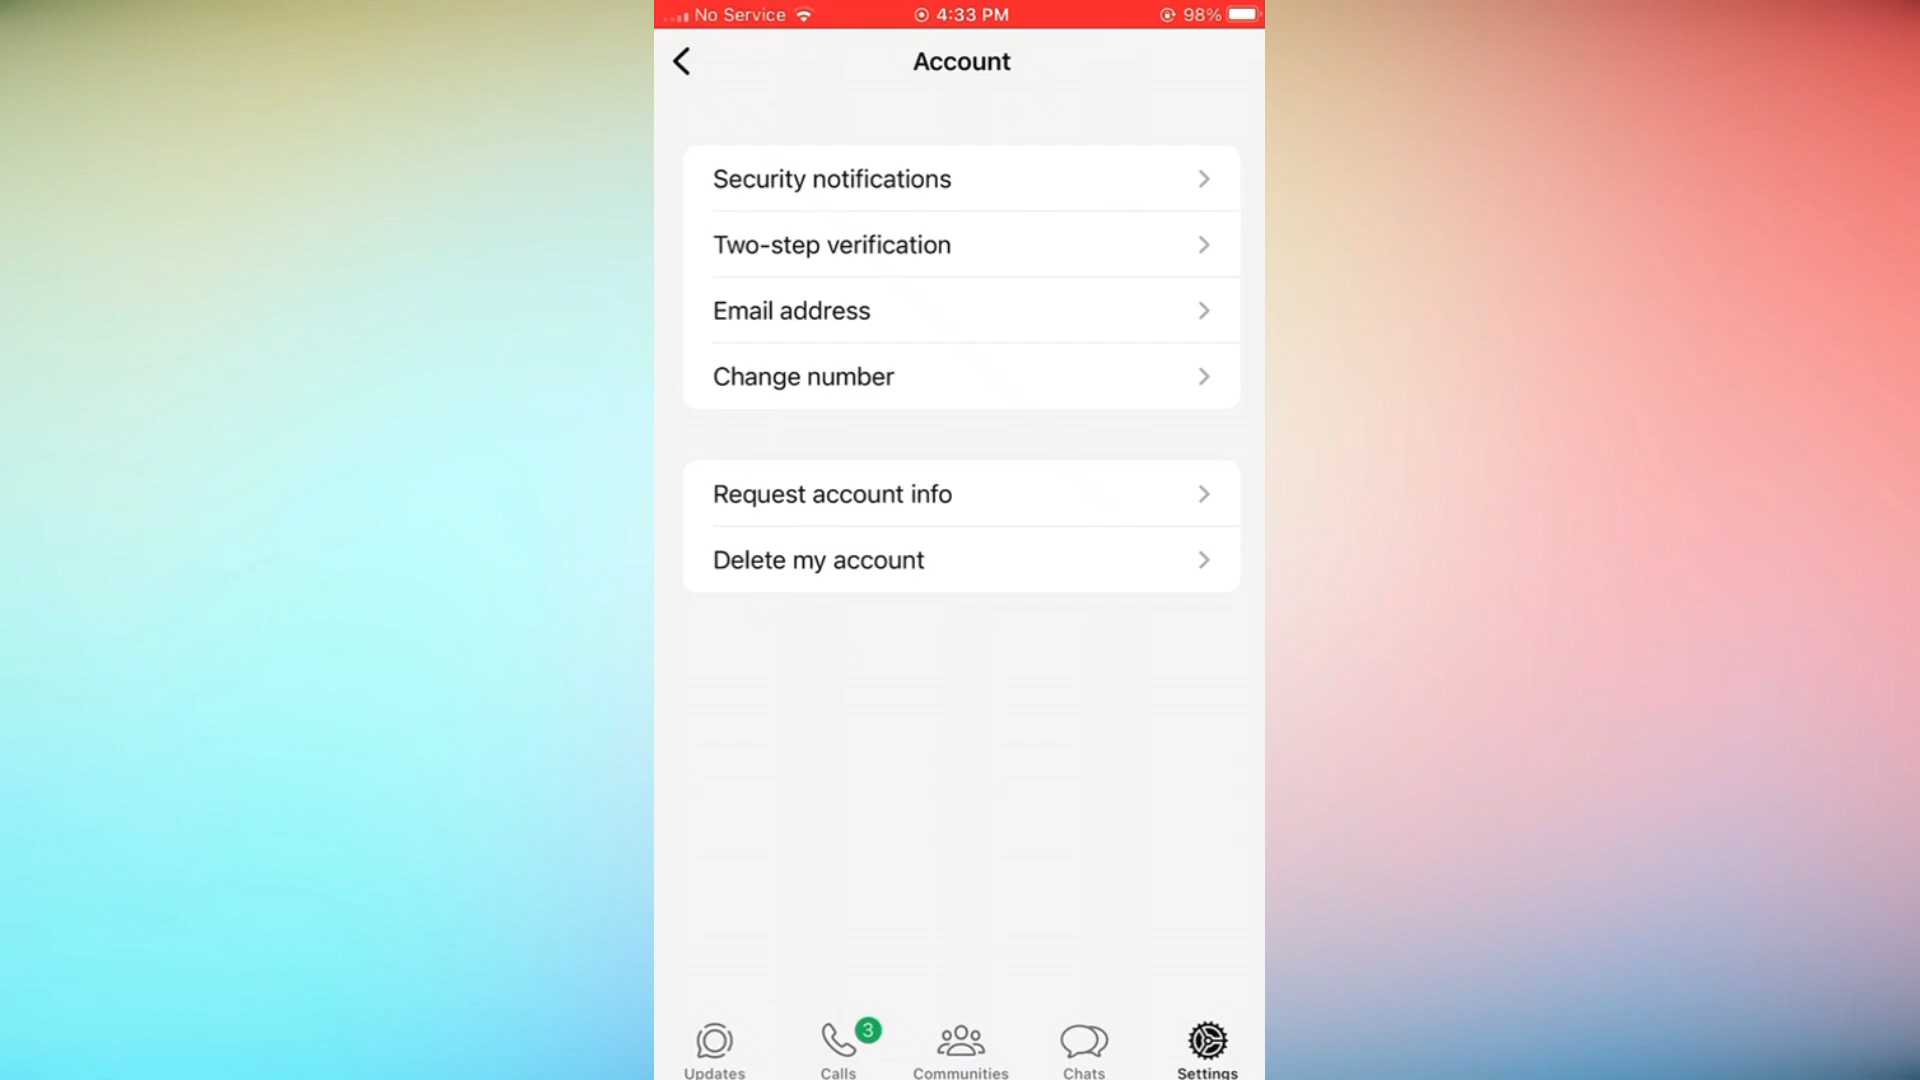 No Service 4:33 PM 98%
Account
Security notifications
Two-step verification
Email address
Change number
Request account info
Delete my account
3
Updates Calls Communities Chats Settings